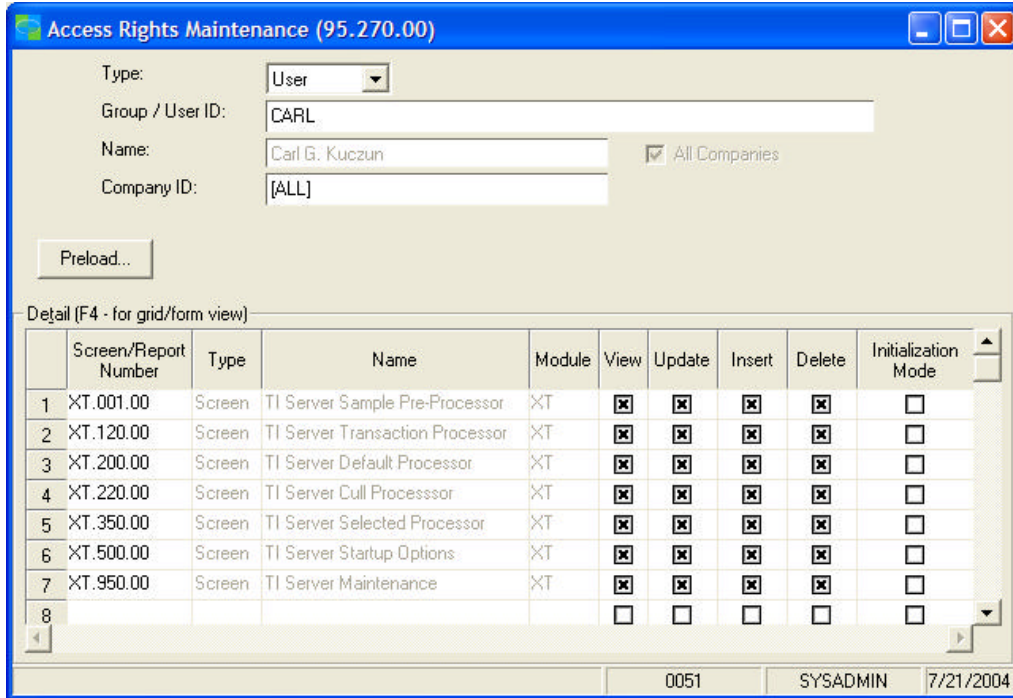 Access Rights Maintenance (95.270.00)
Type: User
Group / User ID: CARL
Name: Carl G. Kuczun All Companies
Company ID: [ALL]
Preload...
Detail (F4 - for grid/form view)
Screen/Report Number Type Name Module View Update Insert Delete Initialization Mode
1 XT.001.00 Screen TI Server Sample Pre-Processor XT
2 XT.120.00 Screen TI Server Transaction Processor XT
3 XT.200.00 Screen TI Server Default Processor XT
4 XT.220.00 Screen TI Server Cull Processsor XT
5 XT.350.00 Screen TI Server Selected Processor XT
6 XT.500.00 Screen TI Server Startup Options XT
7 XT.950.00 Screen TI Server Maintenance XT
8
0051 SYSADMIN 7/21/2004